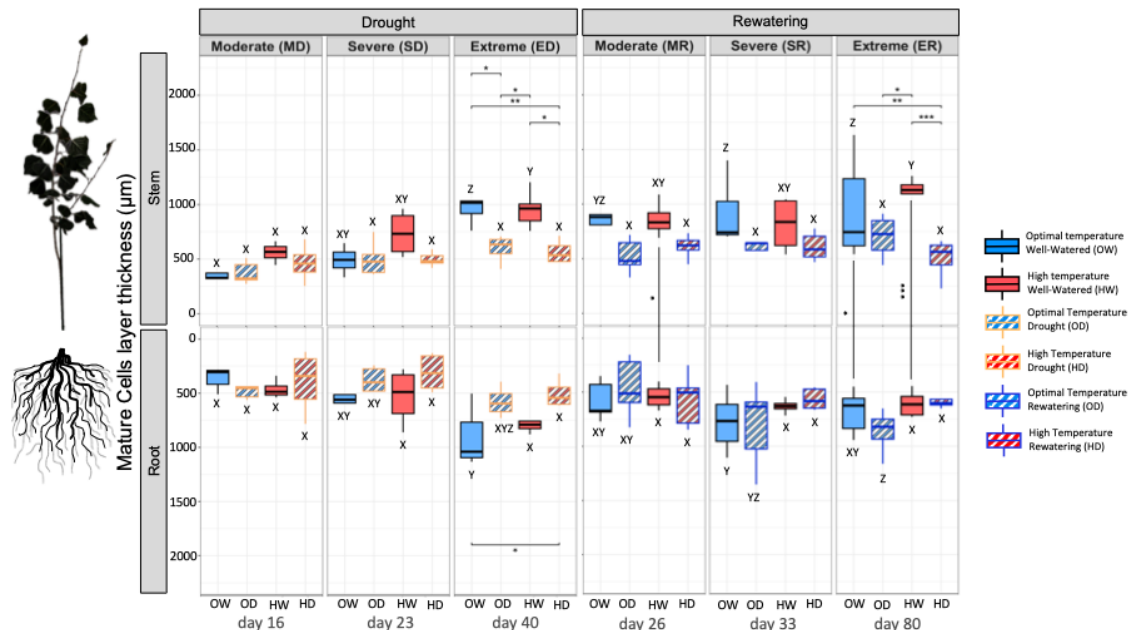 Drought
Rewatering
Moderate (MD)
Severe (SD)
Extreme (ED)
Moderate (MR)
Severe (SR)
Extreme (ER)
Mature Cells layer thickness (µm)
Stem
2000
1500
1000
500
0
X
X
X
X
XY
X
XY
X
Z
X
Y
X
*
*
**
*
YZ
X
XY
X
*
Z
X
XY
X
Z
X
Y
X
*
**
***
*
***
Root
0
500
1000
1500
2000
X
X
X
X
XY
XY
X
X
Y
XYZ
X
X
*
XY
XY
X
X
Y
YZ
X
X
XY
Z
X
X
OW OD HW HD
OW OD HW HD
OW OD HW HD
OW OD HW HD
OW OD HW HD
OW OD HW HD
day 16
day 23
day 40
day 26
day 33
day 80
Optimal temperature
Well-Watered (OW)
High temperature
Well-Watered (HW)
Optimal Temperature
Drought (OD)
High Temperature
Drought (HD)
Optimal Temperature
Rewatering (OD)
High Temperature
Rewatering (HD)